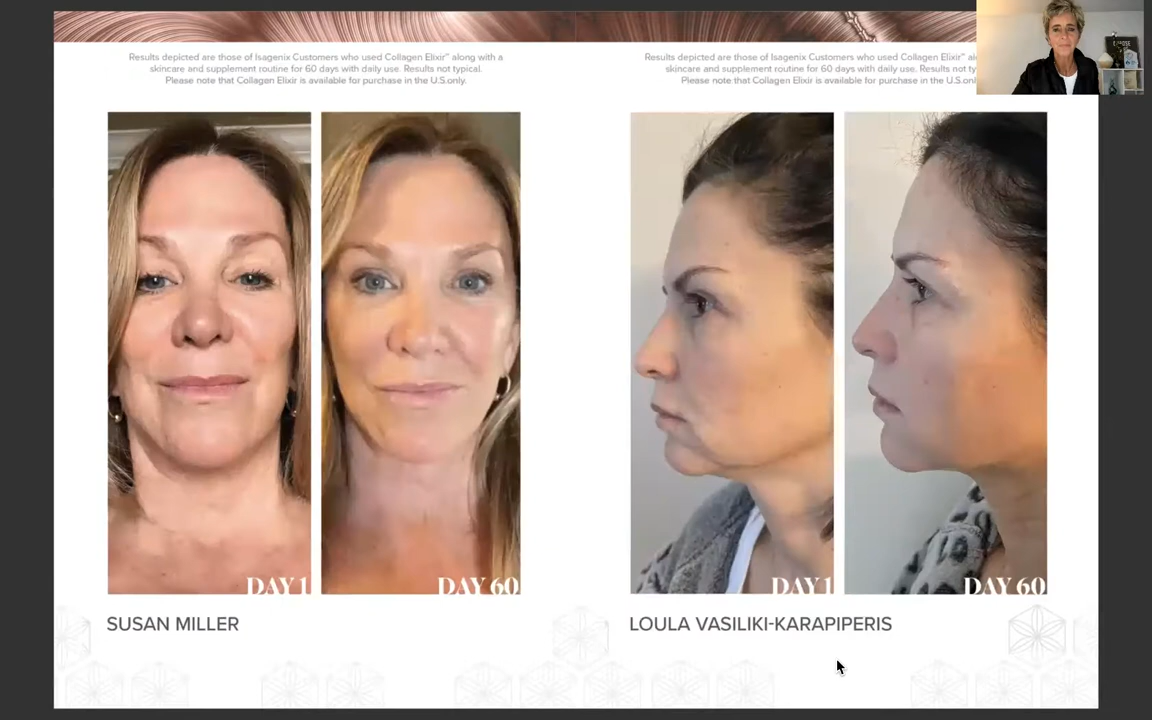 Results depicted are those of Isagenix Customers who used Collagen Elixir™ along with a
skincare and supplement routine for 60 days with daily use. Results not typical.
Please note that Collagen Elixir is available for purchase in the U.S.only.
Results depicted are those of Isagenix Customers who used Collagen Elixir™
skincare and supplement routine for 60 days with daily use. Results not
Please note that Collagen Elixir is available for purchase in the
DAY 1
DAY 60
DAY 1
DAY 60
SUSAN MILLER
LOULA VASILIKI-KARAPIPERIS